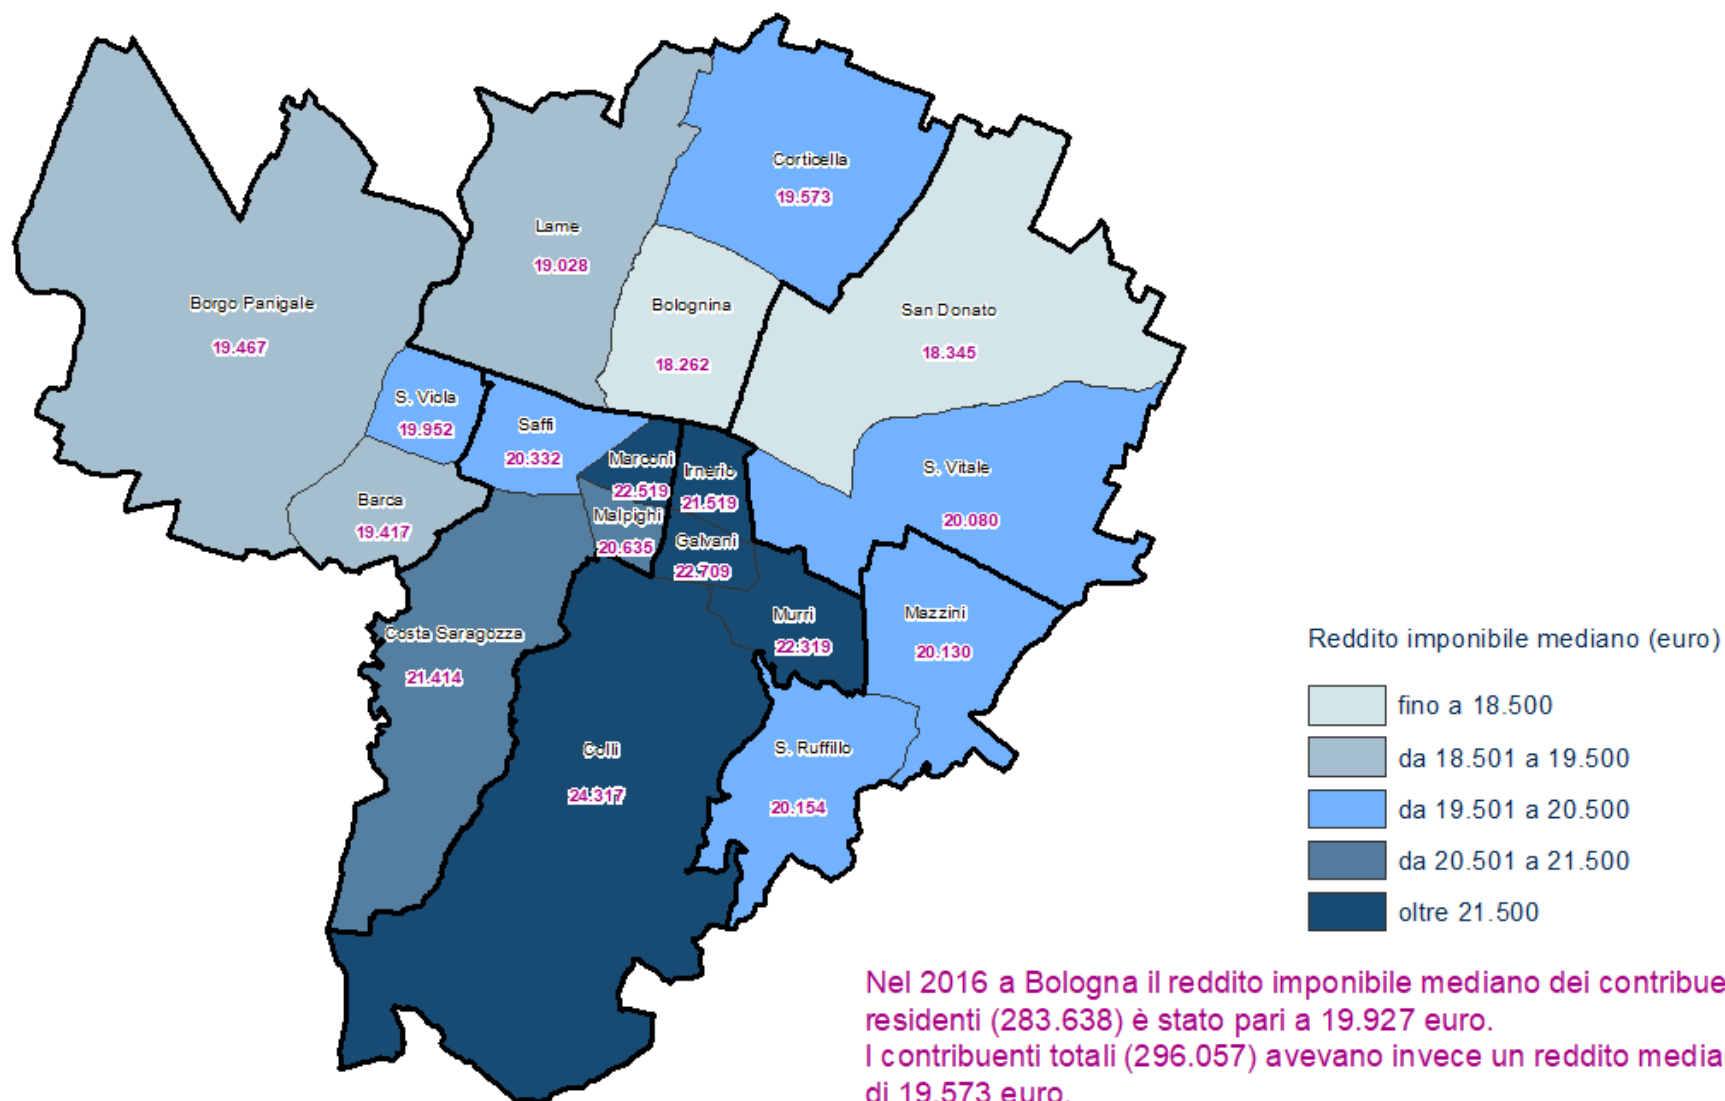 Corticella
19.573
Lame
19.028
Borgo Panigale
19.467
Bolognina
18.262
San Donato
18.345
S. Viola
19.952
Saffi
20.332
Marconi
22.519
Irnerio
21.519
S. Vitale
20.080
Barca
19.417
Malpighi
20.635
Galvani
22.709
Murri
22.319
Mazzini
20.130
Costa Saragozza
21.414
Colli
24.317
S. Ruffillo
20.154
Reddito imponibile mediano (euro)
fino a 18.500
da 18.501 a 19.500
da 19.501 a 20.500
da 20.501 a 21.500
oltre 21.500
Nel 2016 a Bologna il reddito imponibile mediano dei contribue
residenti (283.638) è stato pari a 19.927 euro.
I contribuenti totali (296.057) avevano invece un reddito media
di 19.573 euro.